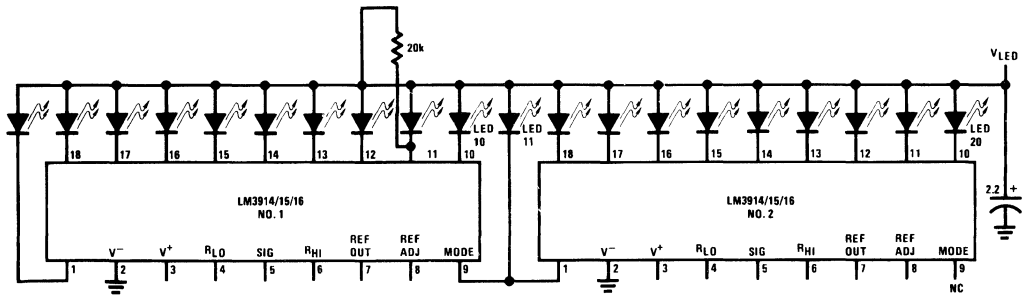 20k
V LED
LED 10
LED 11
LED 20
18 17 16 15 14 13 12 11 10
18 17 16 15 14 13 12 11 10
LM3914/15/16
NO. 1
LM3914/15/16
NO. 2
2.2 +
V− V+ RLO SIG RHI REF OUT REF ADJ MODE
V− V+ RLO SIG RHI REF OUT REF ADJ MODE
1 2 3 4 5 6 7 8 9
1 2 3 4 5 6 7 8 9
NC